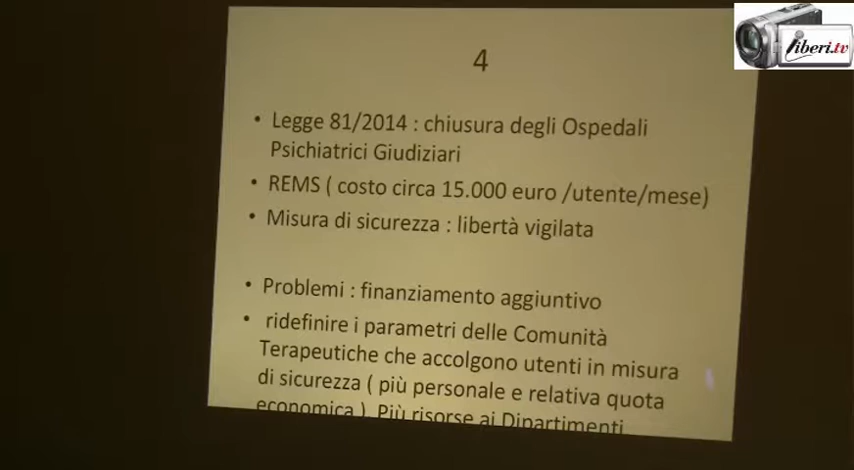 liberi.tv
4
• Legge 81/2014 : chiusura degli Ospedali
Psichiatrici Giudiziari
• REMS ( costo circa 15.000 euro /utente/mese)
• Misura di sicurezza : libertà vigilata
• Problemi : finanziamento aggiuntivo
• ridefinire i parametri delle Comunità
Terapeutiche che accolgono utenti in misura
di sicurezza ( più personale e relativa quota
economica ). Più risorse ai Dipartimenti